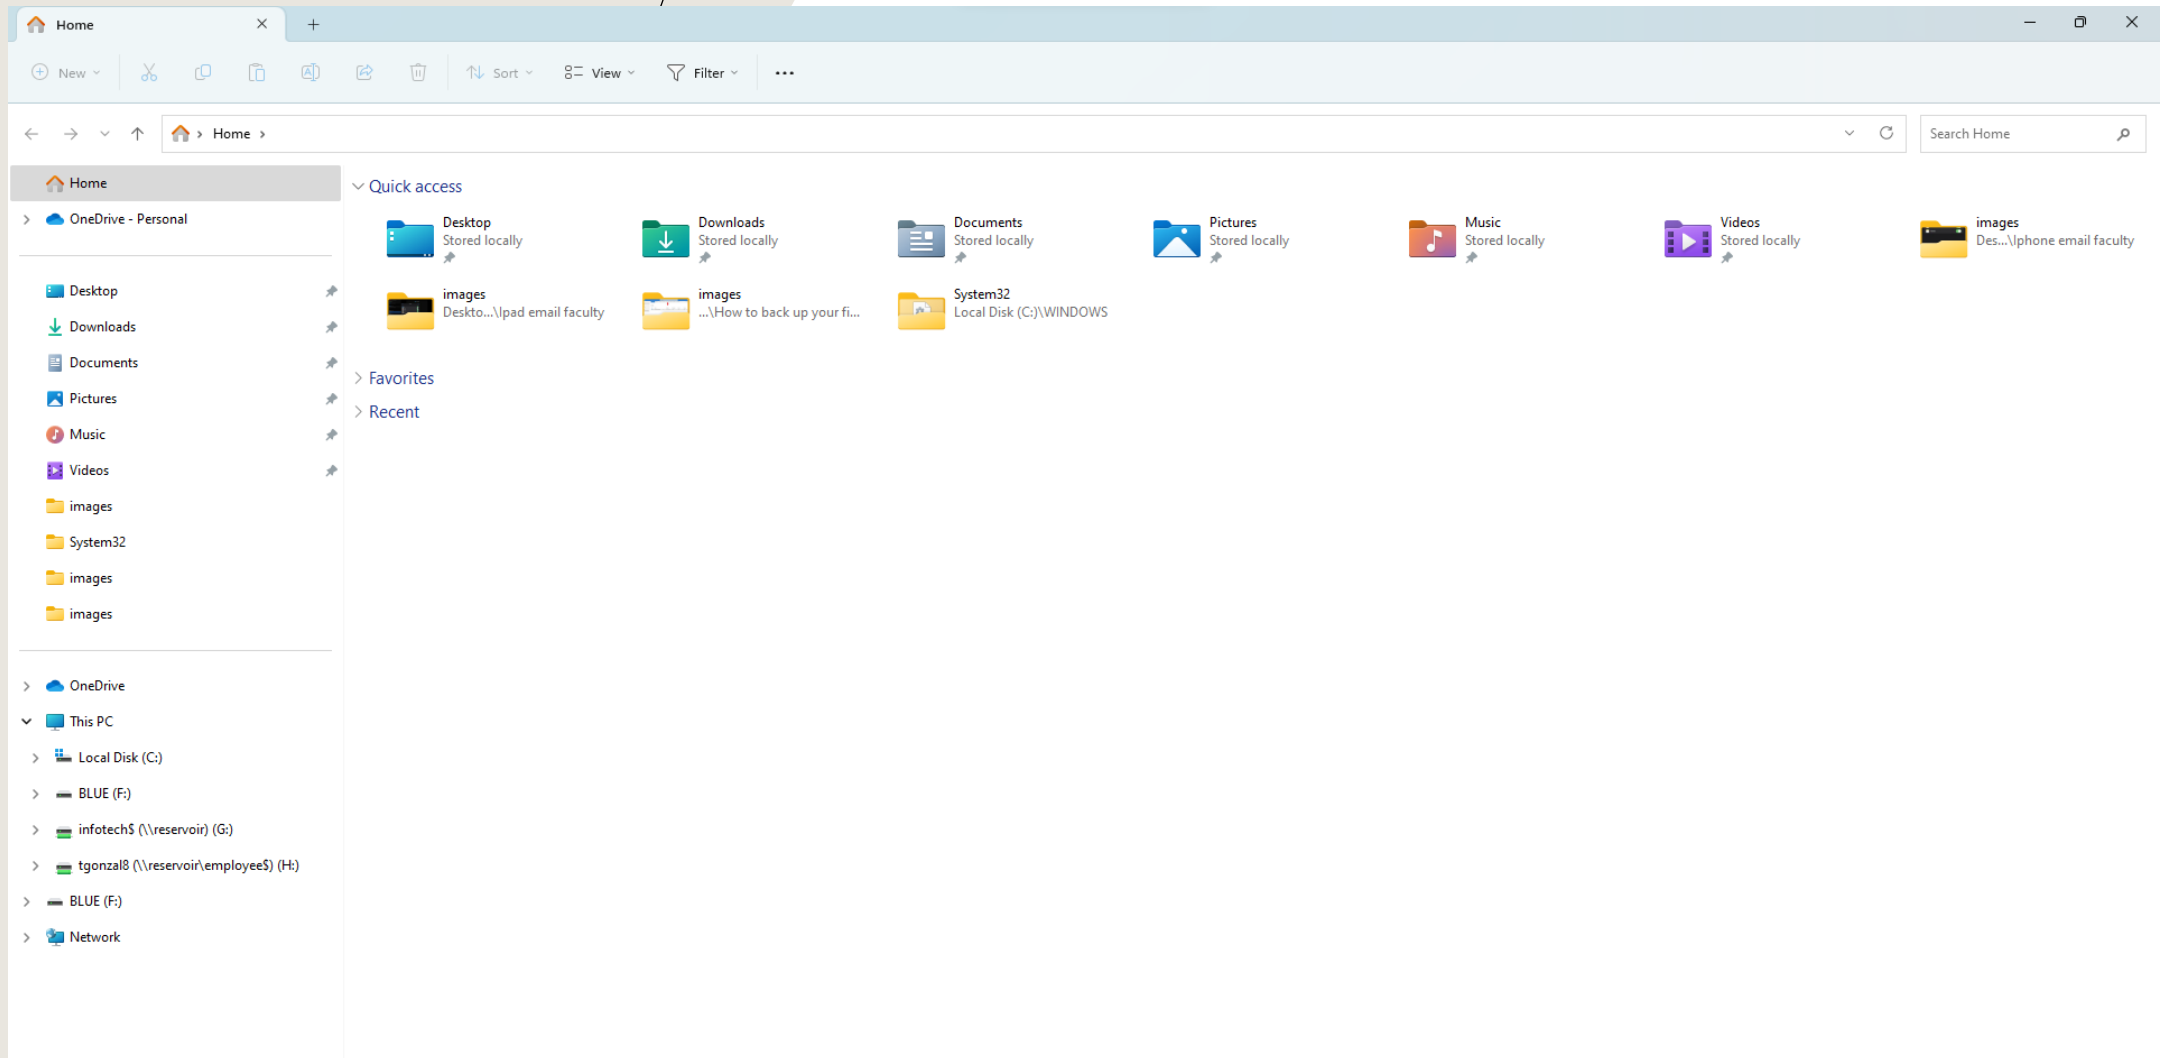 Home
New
Sort
View
Filter
Home
Search Home
Home
OneDrive - Personal
Desktop
Downloads
Documents
Pictures
Music
Videos
images
System32
images
images
OneDrive
This PC
Local Disk (C:)
BLUE (F:)
infotech$ (\\reservoir) (G:)
tgonzal8 (\\reservoir\employee$) (H:)
BLUE (F:)
Network
Quick access
Desktop
Stored locally
Downloads
Stored locally
Documents
Stored locally
Pictures
Stored locally
Music
Stored locally
Videos
Stored locally
images
Des...\Iphone email faculty
images
Deskto...\Ipad email faculty
images
...\How to back up your fi...
System32
Local Disk (C:)\WINDOWS
Favorites
Recent